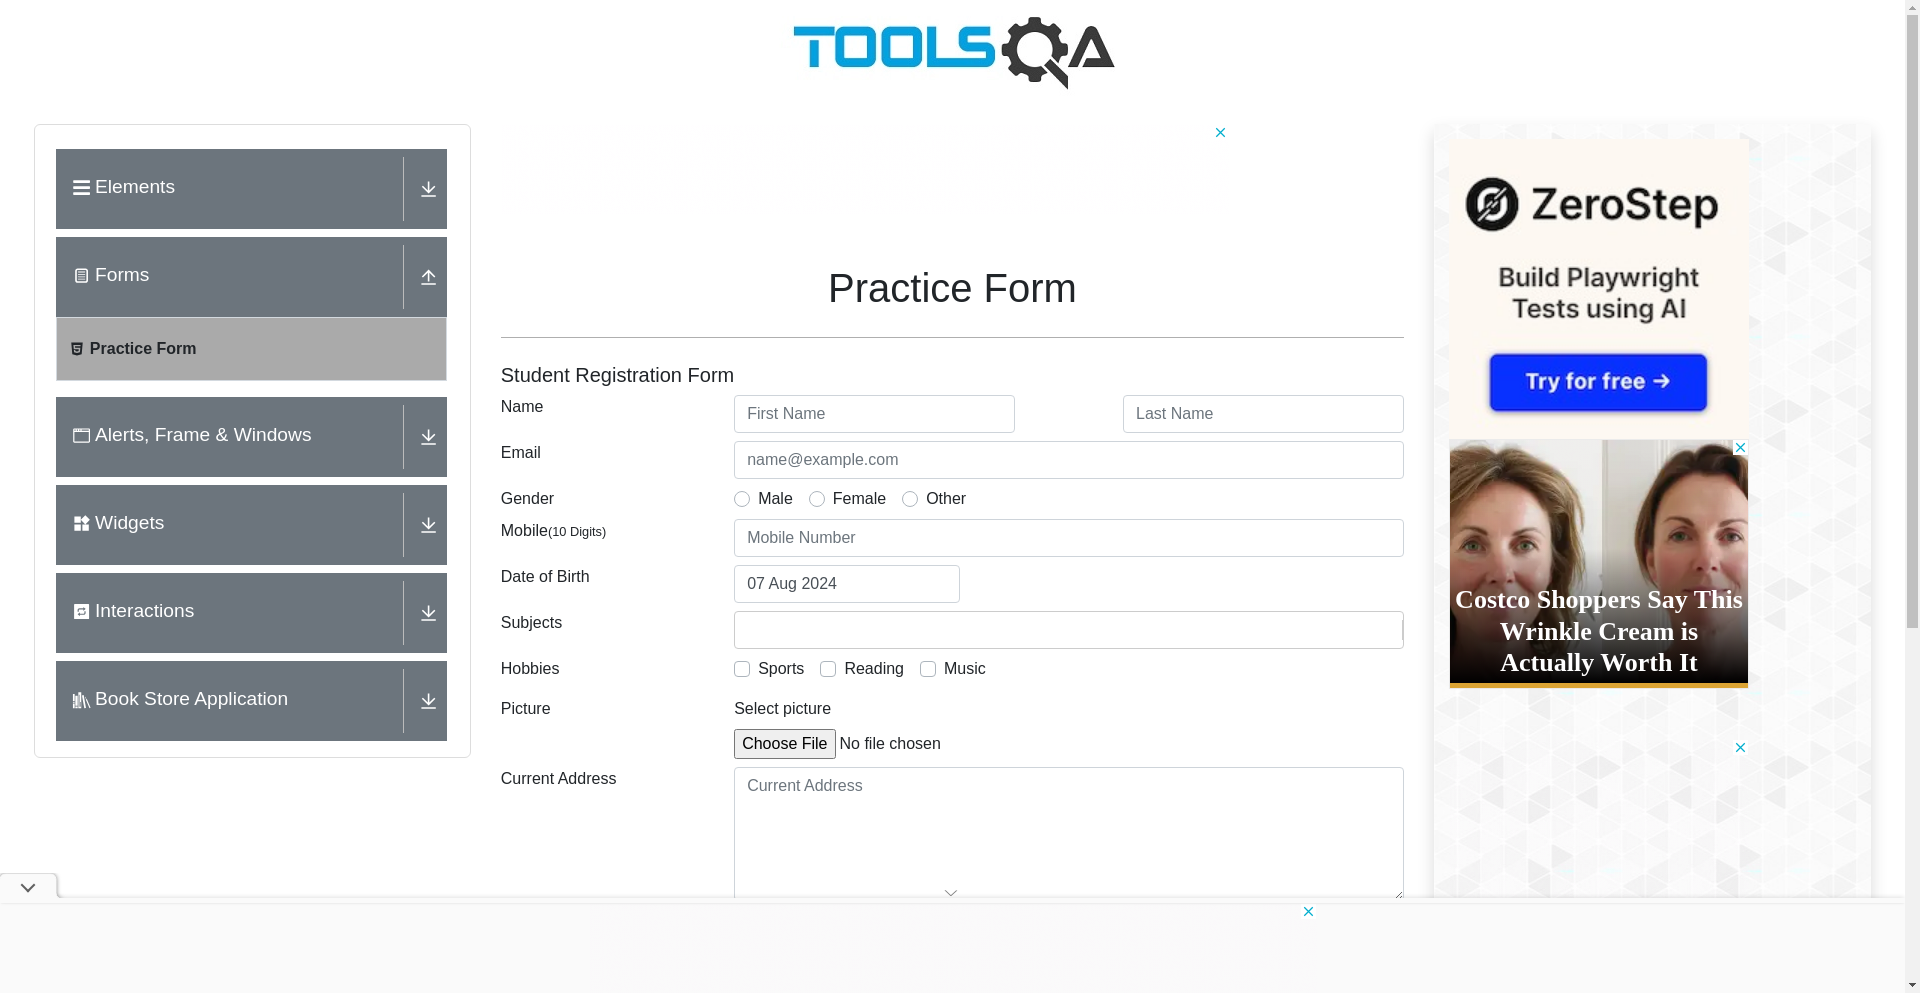 TOOLSQA
Elements
Forms
Practice Form
Alerts, Frame & Windows
Widgets
Interactions
Book Store Application
Practice Form
Student Registration Form
Name
First Name
Last Name
Email
name@example.com
Gender
Male
Female
Other
Mobile(10 Digits)
Mobile Number
Date of Birth
07 Aug 2024
Subjects
Hobbies
Sports
Reading
Music
Picture
Select picture
Choose File No file chosen
Current Address
Current Address
ZeroStep
Build Playwright
Tests using AI
Try for free →
Costco Shoppers Say This
Wrinkle Cream is
Actually Worth It